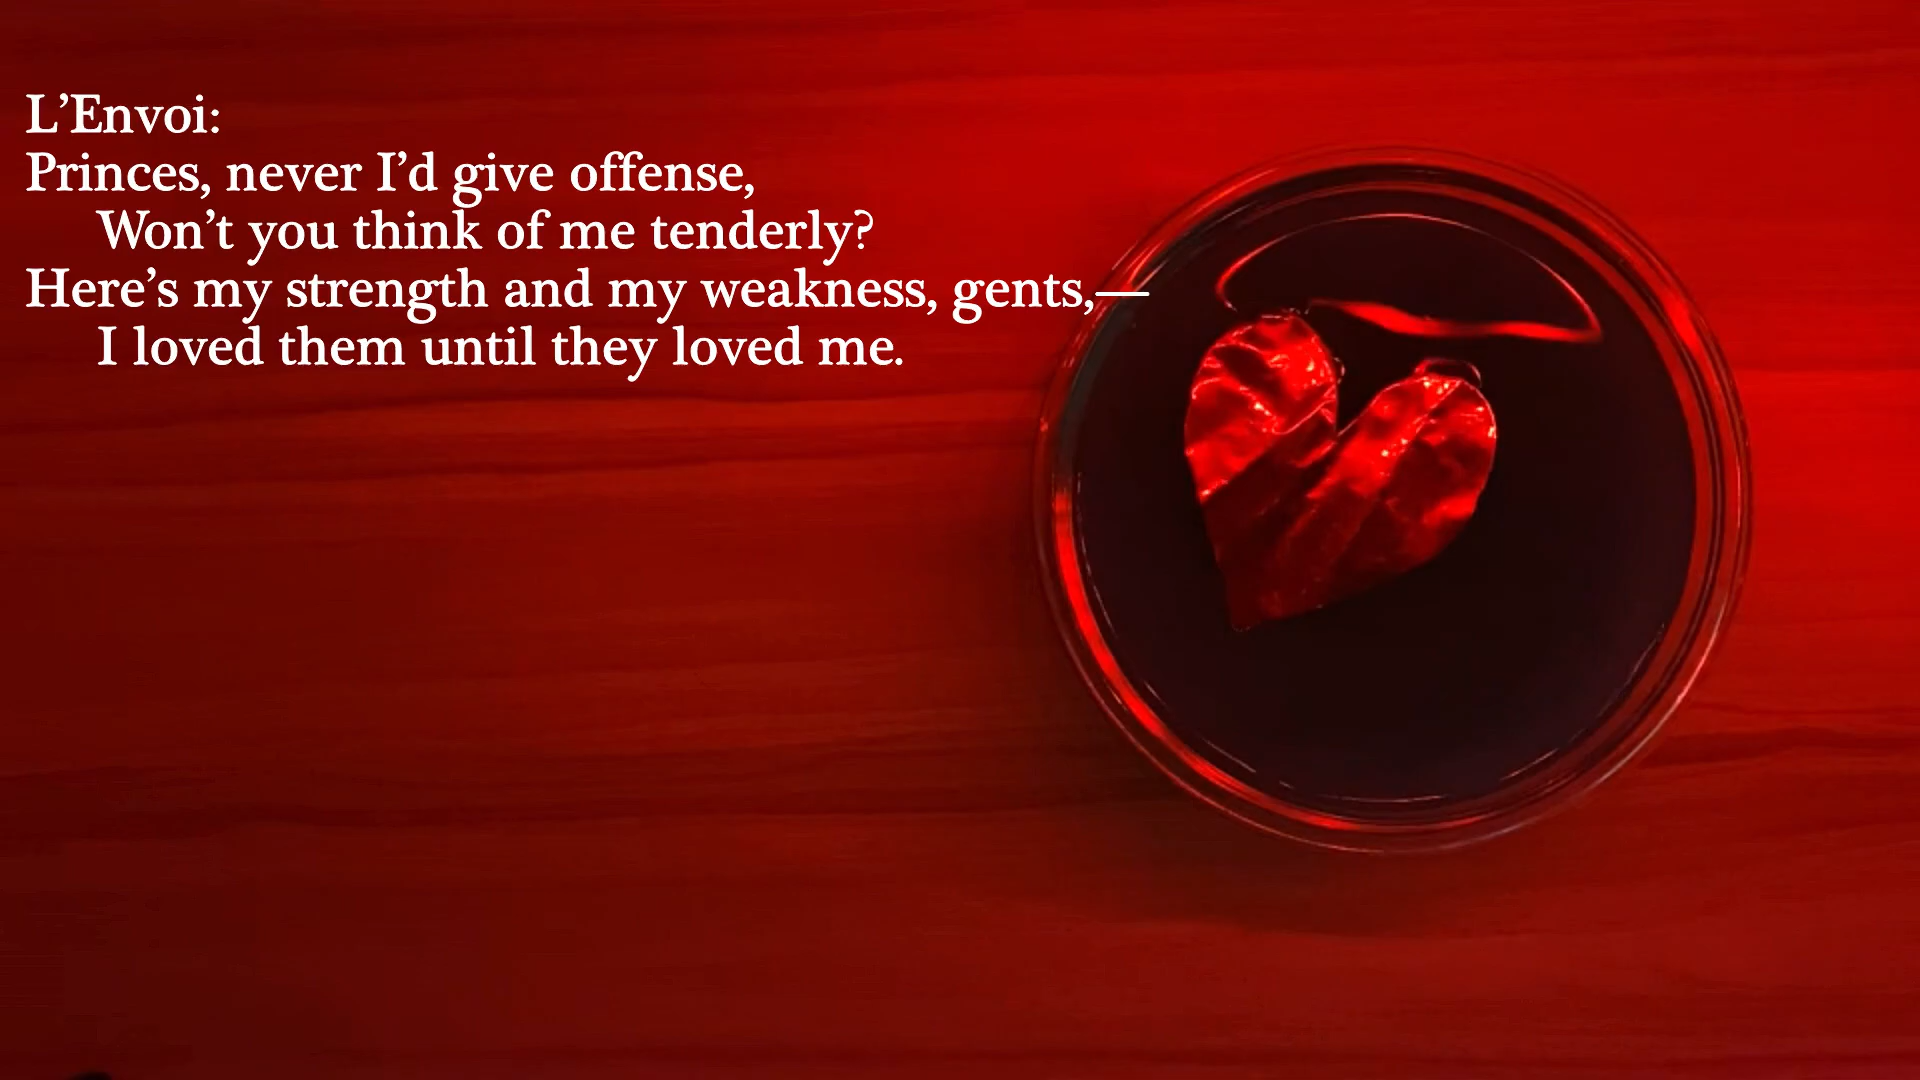 L’Envoi:
Princes, never I’d give offense,
Won’t you think of me tenderly?
Here’s my strength and my weakness, gents,—
I loved them until they loved me.